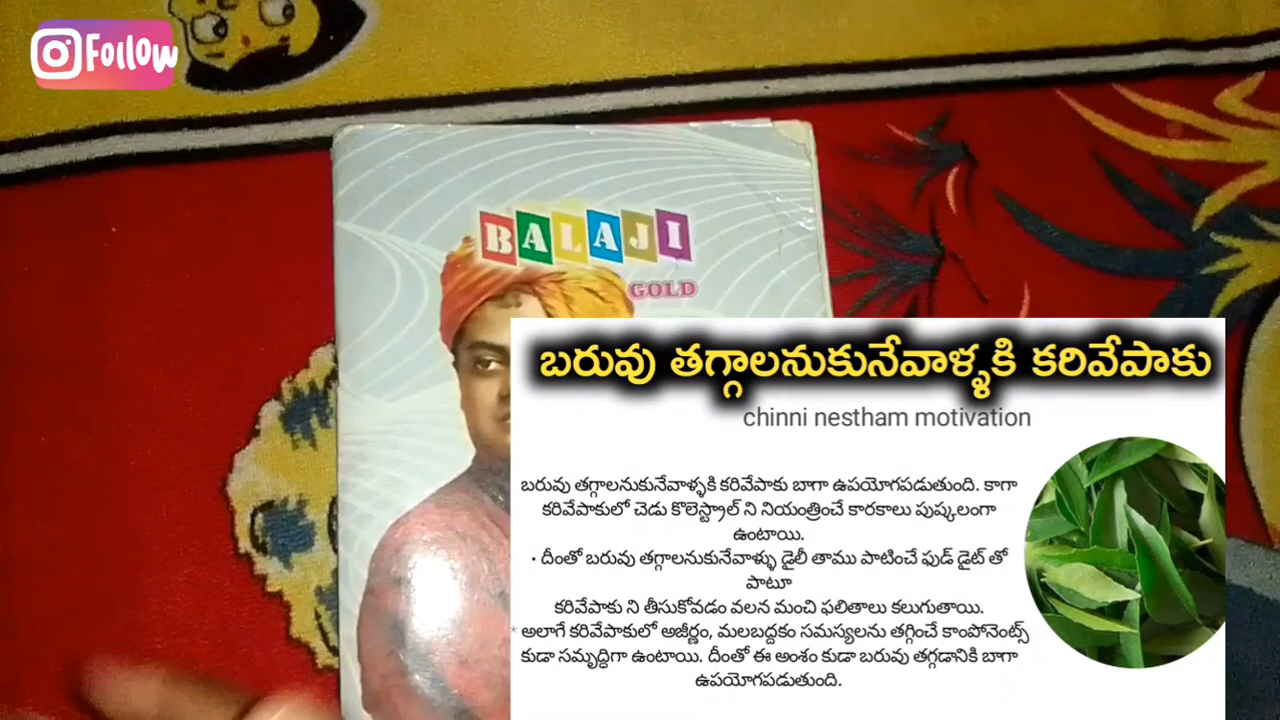 Follow
BALAJI
GOLD
బరువు తగ్గాలనుకునేవాళ్ళకి కరివేపాకు
chinni nestham motivation
బరువు తగ్గాలనుకునేవాళ్ళకి కరివేపాకు బాగా ఉపయోగపడుతుంది. కాగా
కరివేపాకులో చెడు కొలెస్ట్రాల్ ని నియంత్రించే కారకాలు పుష్కలంగా
ఉంటాయి.
• దీంతో బరువు తగ్గాలనుకునేవాళ్ళు డైలీ తాము పాటించే ఫుడ్ డైట్ తో
పాటూ
కరివేపాకు ని తీసుకోవడం వలన మంచి ఫలితాలు కలుగుతాయి.
* అలాగే కరివేపాకులో అజీర్ణం, మలబద్దకం సమస్యలను తగ్గించే కాంపోనెంట్స్
కుడా సమృద్ధిగా ఉంటాయి. దీంతో ఈ అంశం కుడా బరువు తగ్గడానికి బాగా
ఉపయోగపడుతుంది.